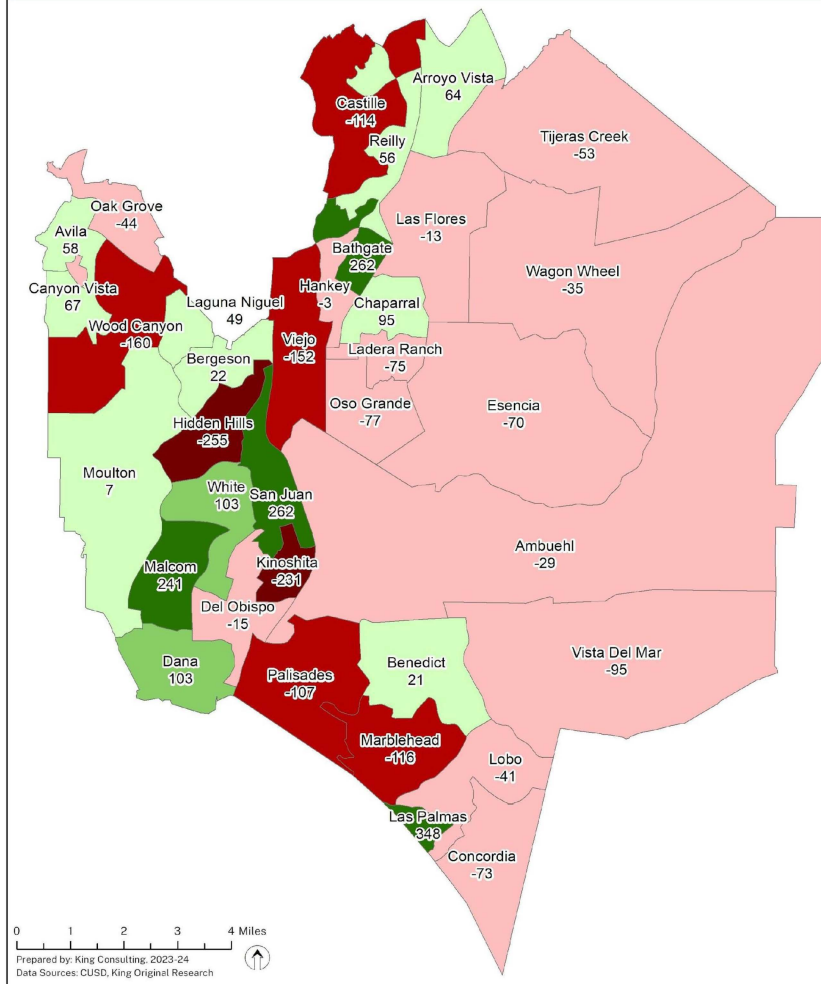 Arroyo Vista
64
Castille
-114
Tijeras Creek
-53
Reilly
56
Oak Grove
-44
Las Flores
-13
Avila
58
Bathgate
262
Wagon Wheel
-35
Canyon Vista
67
Hankey
-3
Laguna Niguel
49
Chaparral
95
Wood Canyon
-160
Viejo
-152
Ladera Ranch
-75
Bergeson
22
Oso Grande
-77
Esencia
-70
Hidden Hills
-255
Moulton
7
White
103
San Juan
262
Ambuehl
-29
Kinoshita
-231
Malcom
241
Del Obispo
-15
Vista Del Mar
-95
Dana
103
Benedict
21
Palisades
-107
Marblehead
-116
Lobo
-41
Las Palmas
348
Concordia
-73
0 1 2 3 4 Miles
Prepared by: King Consulting. 2023-24
Data Sources: CUSD, King Original Research